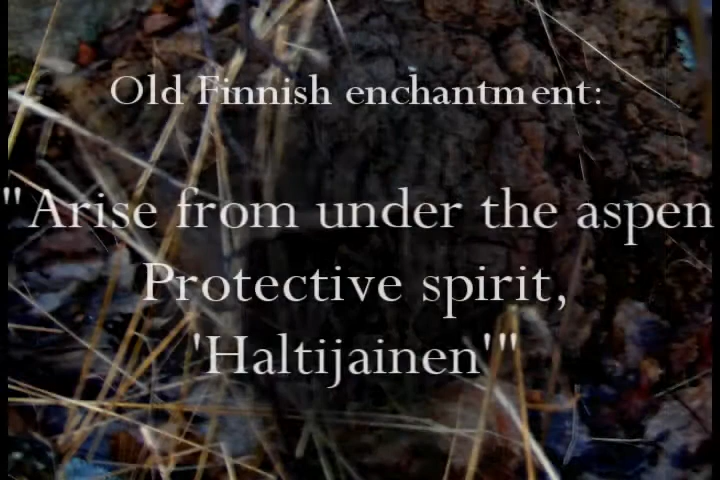 Old Finnish enchantment:
"Arise from under the aspen
Protective spirit,
'Haltijainen'"